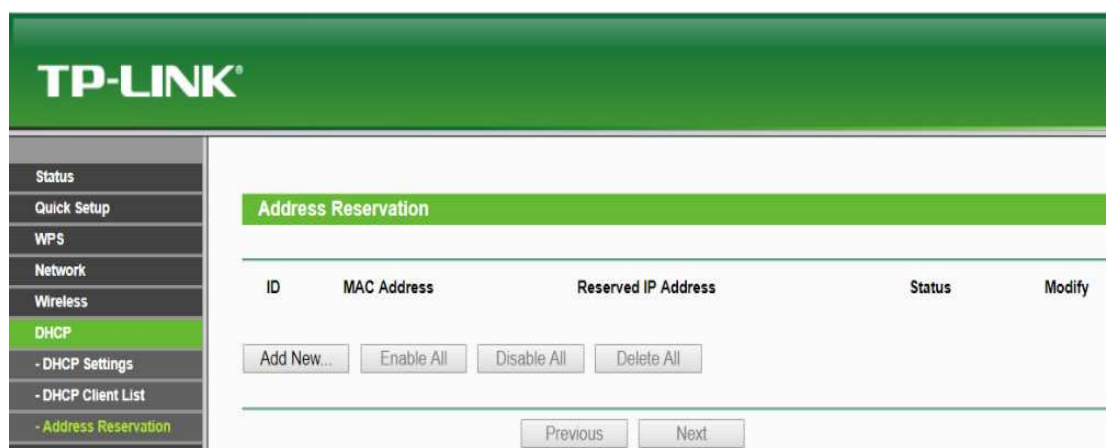 TP-LINK®
Status
Quick Setup
WPS
Network
Wireless
DHCP
- DHCP Settings
- DHCP Client List
- Address Reservation
Address Reservation
ID MAC Address Reserved IP Address Status Modify
Add New... Enable All Disable All Delete All
Previous Next